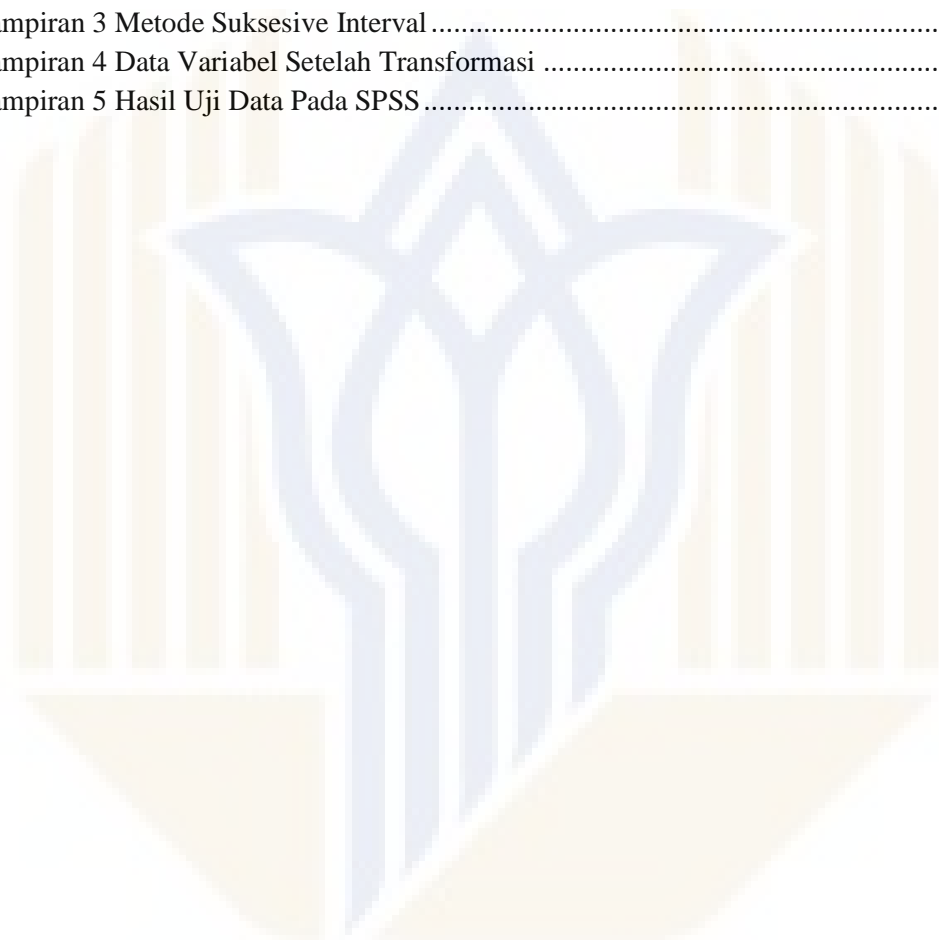 ampiran 3 Metode Suksesive Interval ........................................................................................
ampiran 4 Data Variabel Setelah Transformasi ....................................................................
ampiran 5 Hasil Uji Data Pada SPSS ........................................................................................